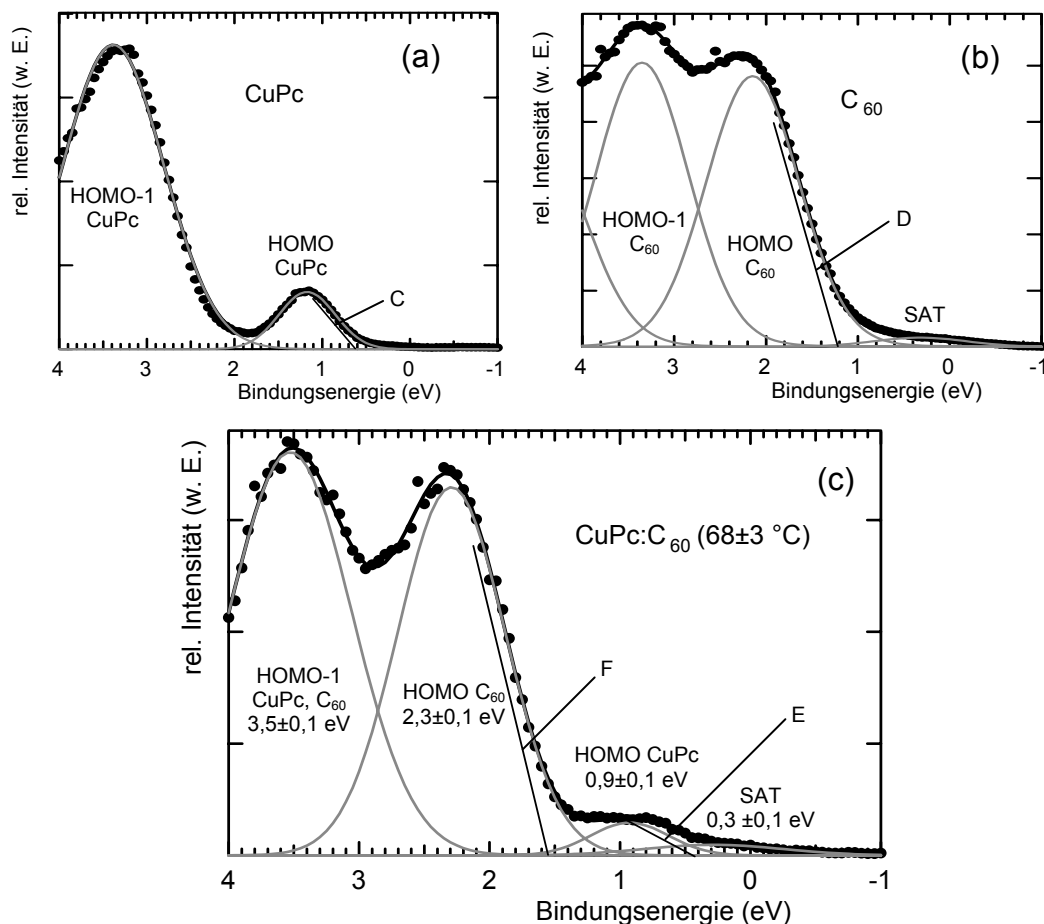 rel. Intensität (w. E.)
(a)
CuPc
HOMO-1
CuPc
HOMO
CuPc
C
4 3 2 1 0 -1
Bindungsenergie (eV)
rel. Intensität (w. E.)
(b)
C60
HOMO-1
C60
HOMO
C60
D
SAT
4 3 2 1 0 -1
Bindungsenergie (eV)
rel. Intensität (w. E.)
(c)
CuPc:C60 (68±3 °C)
HOMO-1
CuPc, C60
3,5±0,1 eV
HOMO C60
2,3±0,1 eV
F
HOMO CuPc
0,9±0,1 eV
E
SAT
0,3 ±0,1 eV
4 3 2 1 0 -1
Bindungsenergie (eV)